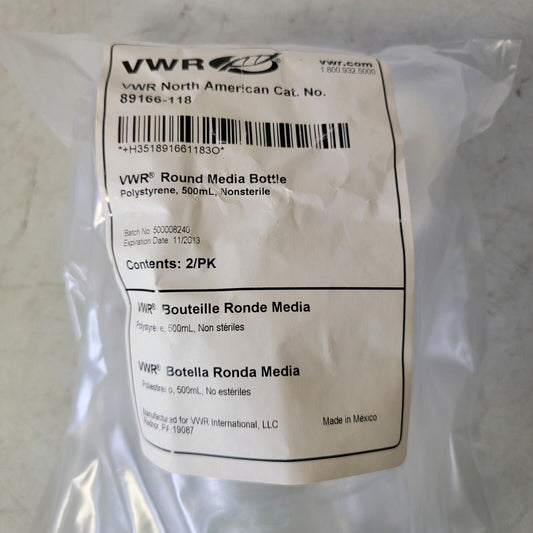 VWR
vwr.com
1.800.932.5000
VWR North American Cat. No.
89166-118
*+H351891661183O*
VWR® Round Media Bottle
Polystyrene, 500mL, Nonsterile
Batch No: 500008240
Expiration Date: 11/2013
Contents: 2/PK
VWR® Bouteille Ronde Media
Polystyrene, 500mL, Non stériles
VWR® Botella Ronda Media
500mL, No estériles
Manufactured for VWR International, LLC
Radnor, PA 19087
Made in México